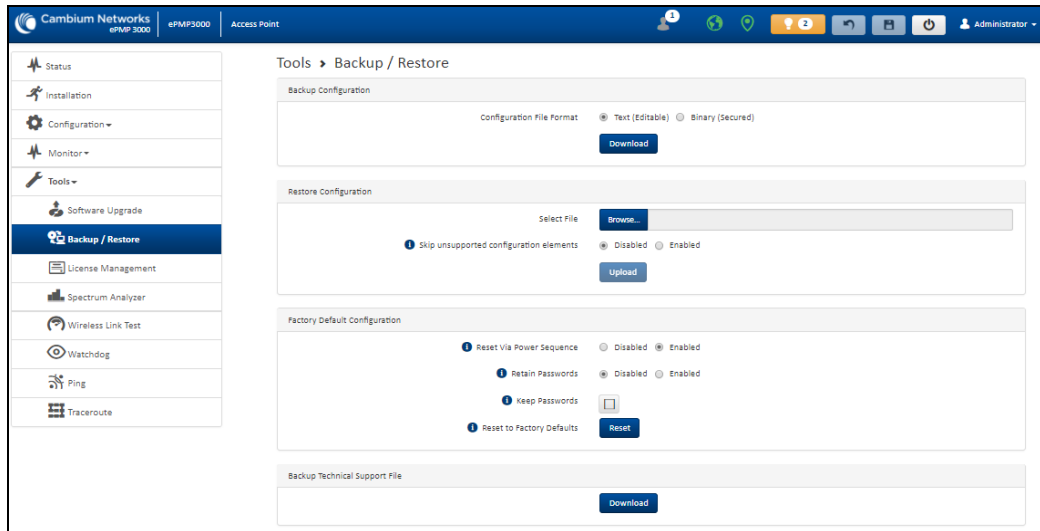 Cambium Networks
ePMP 3000
ePMP3000
Access Point
1
2
Administrator
Status
Installation
Configuration
Monitor
Tools
Software Upgrade
Backup / Restore
License Management
Spectrum Analyzer
Wireless Link Test
Watchdog
Ping
Traceroute
Tools > Backup / Restore
Backup Configuration
Configuration File Format Text (Editable) Binary (Secured)
Download
Restore Configuration
Select File Browse...
Skip unsupported configuration elements Disabled Enabled
Upload
Factory Default Configuration
Reset Via Power Sequence Disabled Enabled
Retain Passwords Disabled Enabled
Keep Passwords
Reset to Factory Defaults Reset
Backup Technical Support File
Download